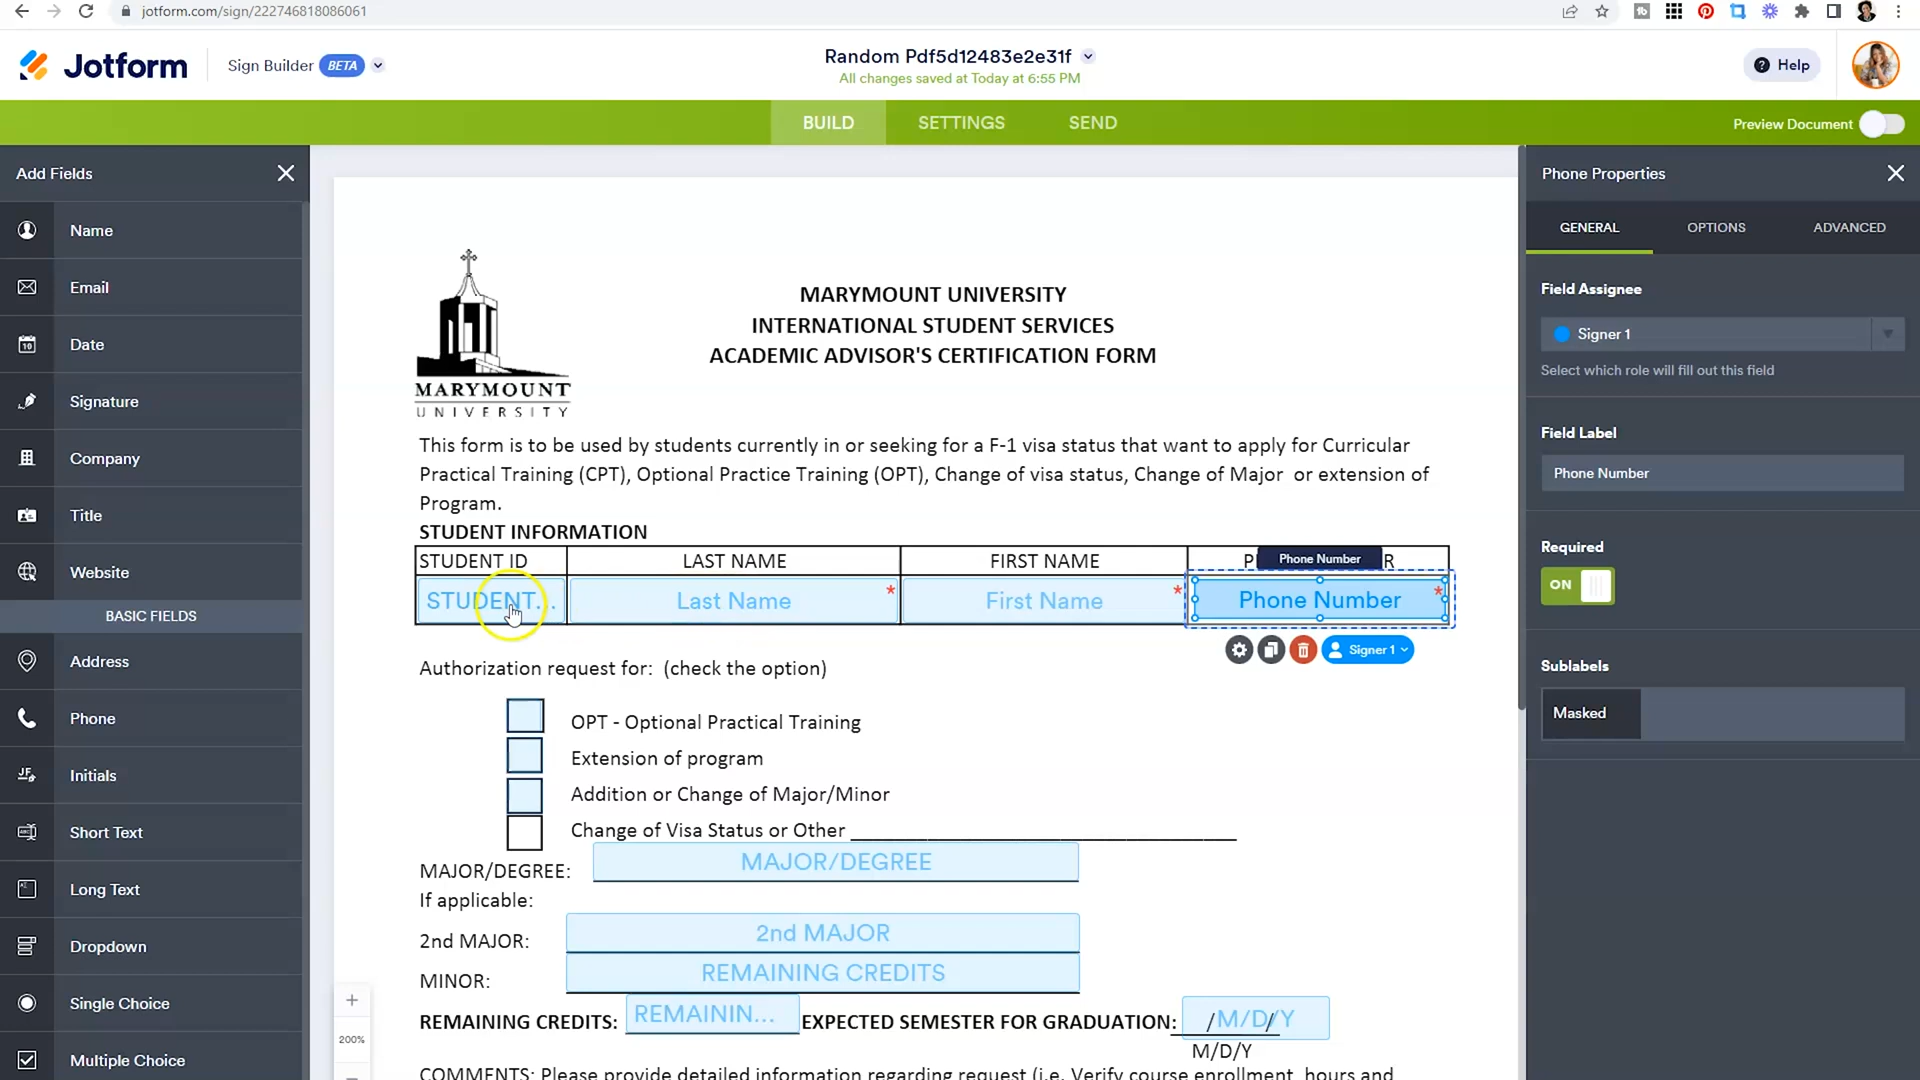 jotform.com/sign/222746818086061
Jotform
Sign Builder BETA
Random Pdf5d12483e2e31f
All changes saved at Today at 6:55 PM
Help
BUILD
SETTINGS
SEND
Preview Document
Add Fields
Name
Email
Date
Signature
Company
Title
Website
BASIC FIELDS
Address
Phone
Initials
Short Text
Long Text
Dropdown
Single Choice
Multiple Choice
MARYMOUNT
UNIVERSITY
MARYMOUNT UNIVERSITY
INTERNATIONAL STUDENT SERVICES
ACADEMIC ADVISOR'S CERTIFICATION FORM
This form is to be used by students currently in or seeking for a F-1 visa status that want to apply for Curricular
Practical Training (CPT), Optional Practice Training (OPT), Change of visa status, Change of Major or extension of
Program.
STUDENT INFORMATION
STUDENT ID LAST NAME FIRST NAME P Phone Number R
STUDENT... Last Name * First Name * Phone Number *
Signer 1
Authorization request for: (check the option)
OPT - Optional Practical Training
Extension of program
Addition or Change of Major/Minor
Change of Visa Status or Other
MAJOR/DEGREE: MAJOR/DEGREE
If applicable:
2nd MAJOR: 2nd MAJOR
MINOR: REMAINING CREDITS
REMAINING CREDITS: REMAININ... EXPECTED SEMESTER FOR GRADUATION: M/D/Y
M/D/Y
COMMENTS: Please provide detailed information regarding request (i.e. Verify course enrollment, hours and
200%
Phone Properties
GENERAL
OPTIONS
ADVANCED
Field Assignee
Signer 1
Select which role will fill out this field
Field Label
Phone Number
Required
ON
Sublabels
Masked